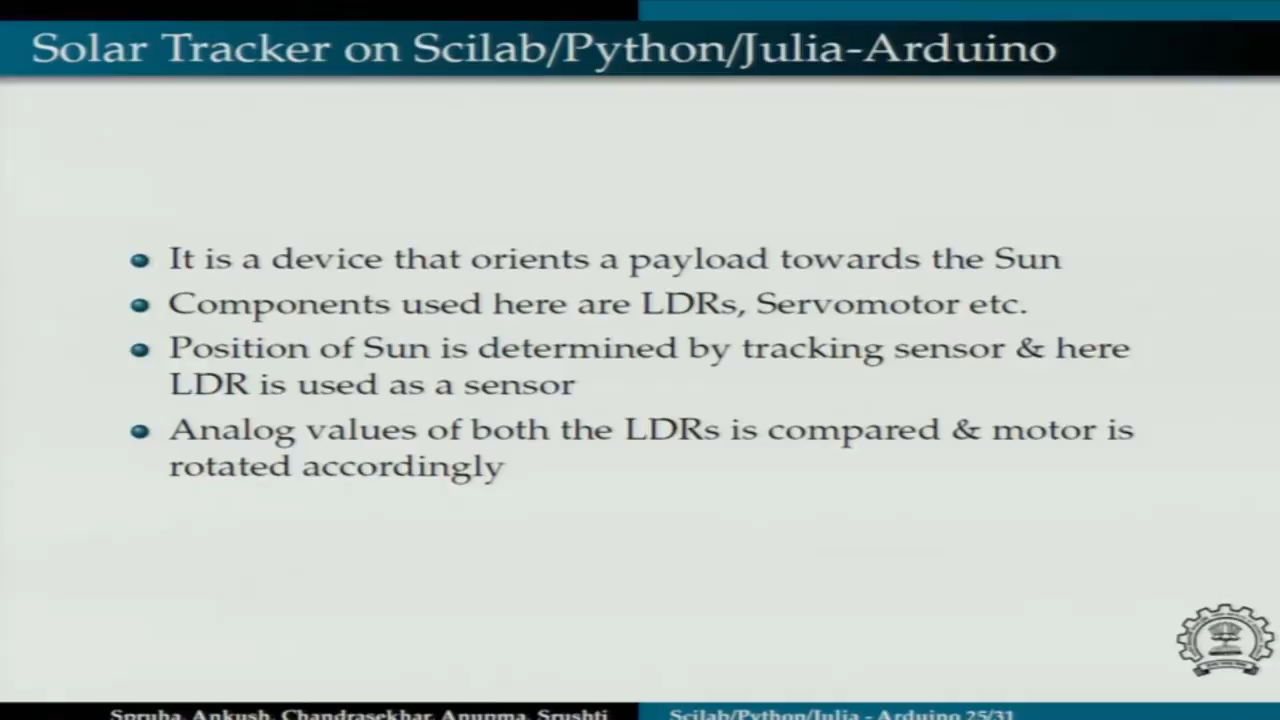 Solar Tracker on Scilab/Python/Julia-Arduino
It is a device that orients a payload towards the Sun
Components used here are LDRs, Servomotor etc.
Position of Sun is determined by tracking sensor & here
LDR is used as a sensor
Analog values of both the LDRs is compared & motor is
rotated accordingly
Spruha, Ankush, Chandrasekhar, Anupma, Srushti
Scilab/Python/Julia - Arduino 25/31